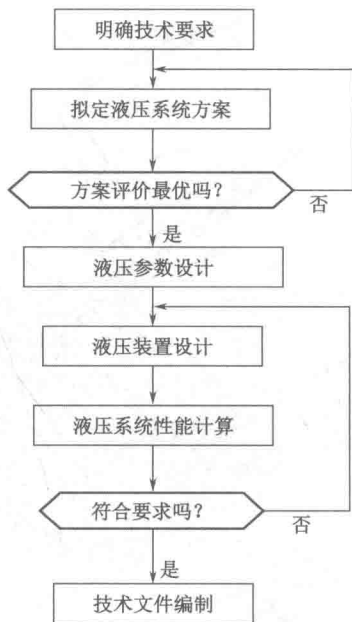 明确技术要求
拟定液压系统方案
方案评价最优吗?
否
是
液压参数设计
液压装置设计
液压系统性能计算
符合要求吗?
否
是
技术文件编制